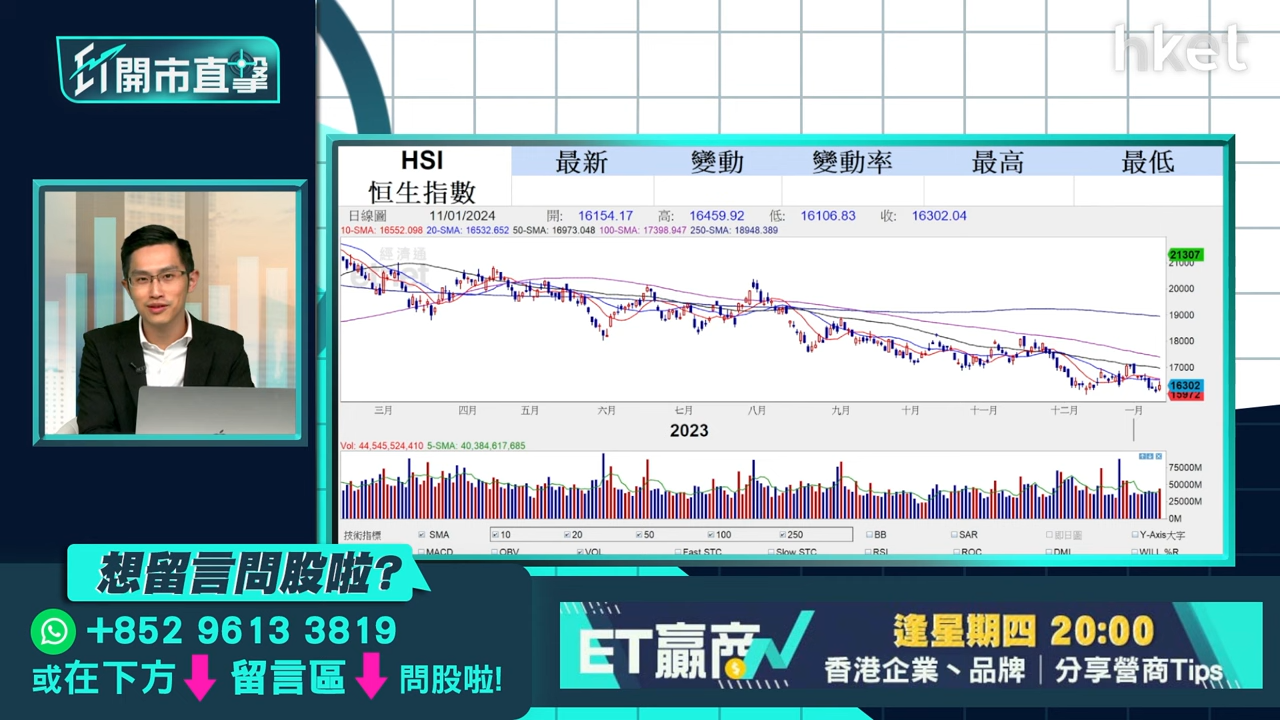 ET開市直擊
hket
HSI 最新 變動 變動率 最高 最低
恒生指數
日線圖 11/01/2024 開: 16154.17 高: 16459.92 低: 16106.83 收: 16302.04
10-SMA: 16552.098 20-SMA: 16532.652 50-SMA: 16973.048 100-SMA: 17398.947 250-SMA: 18948.389
經濟通
21307
21000
20000
19000
18000
17000
16302
15972
三月 四月 五月 六月 七月 八月 九月 十月 十一月 十二月 一月
2023
Vol: 44,545,524,410 5-SMA: 40,384,617,685
75000M
50000M
25000M
0M
技術指標 SMA 10 20 50 100 250 BB SAR 即日圖 Y-Axis大字
MACD OBV VOL Fast STC Slow STC RSI ROC DMI WILL %R
想留言問股啦?
+852 9613 3819
或在下方 留言區 問股啦!
ET贏商
逢星期四 20:00
香港企業、品牌｜分享營商Tips